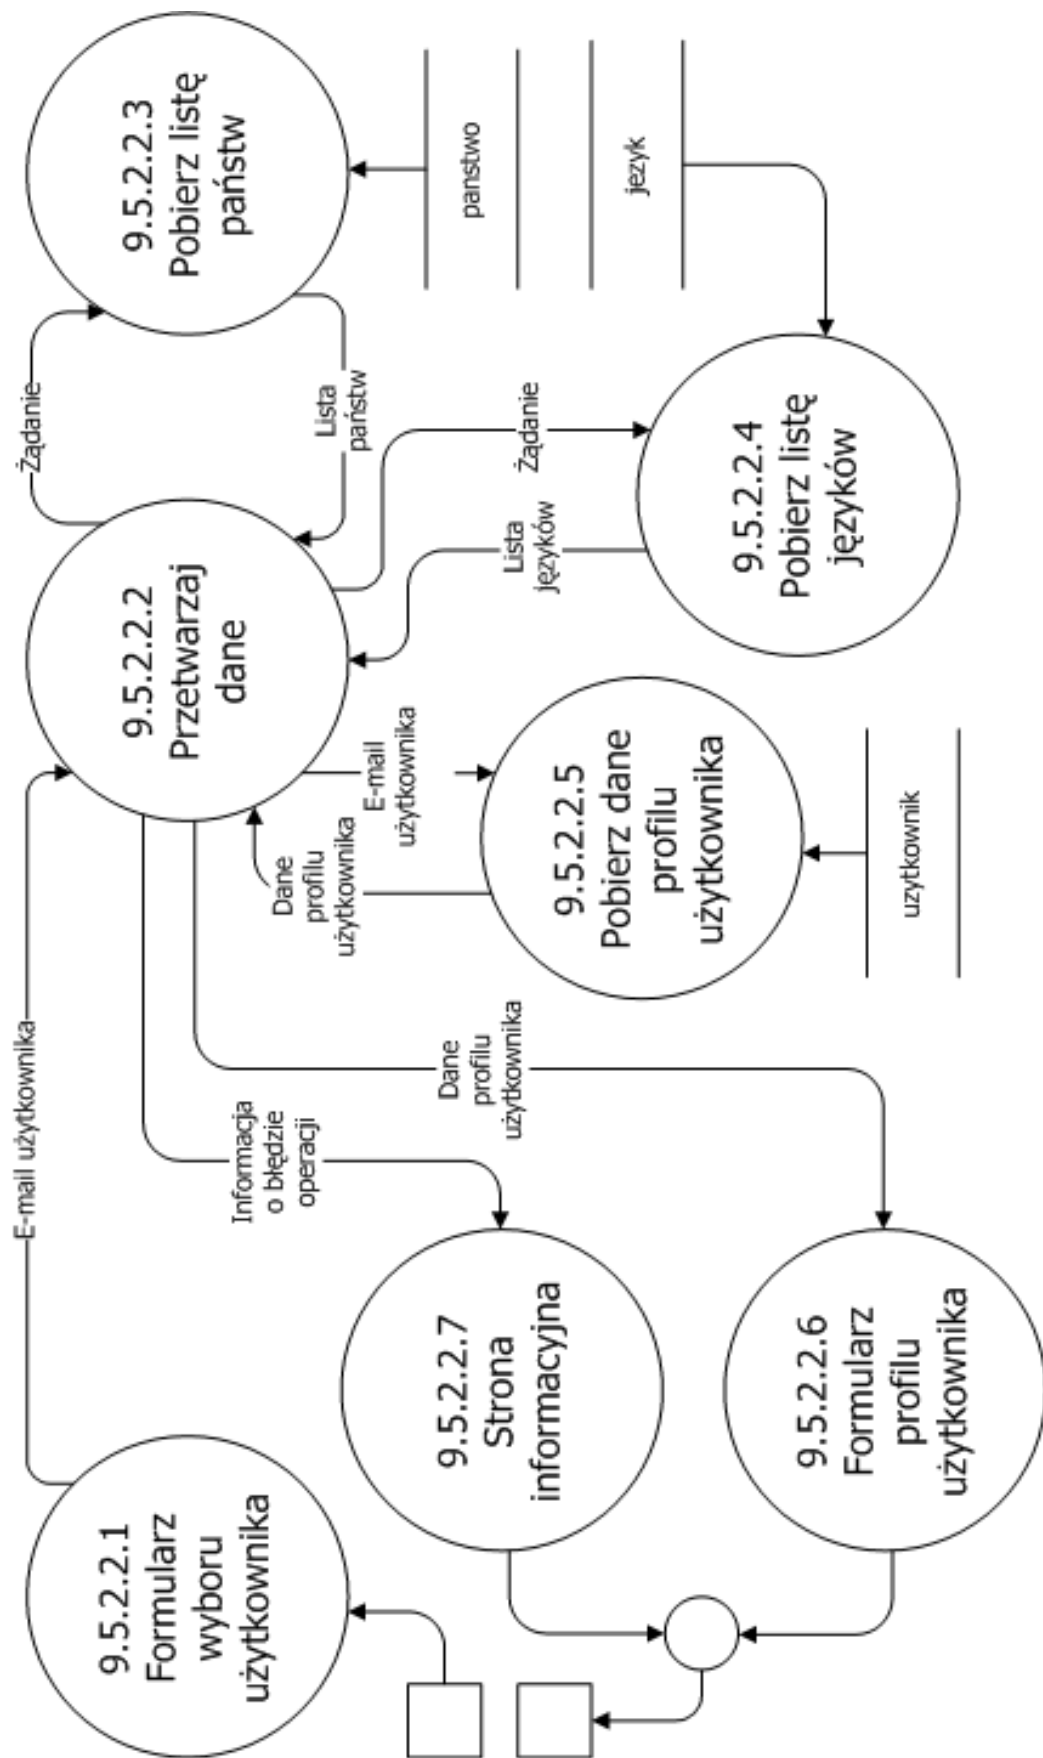 9.5.2.2.1
Formularz
wyboru
użytkownika
E-mail użytkownika
9.5.2.2.2
Przetwarzaj
dane
Żądanie
9.5.2.2.3
Pobierz listę
państw
Lista
państw
panstwo
jezyk
Żądanie
Lista
języków
9.5.2.2.4
Pobierz listę
języków
E-mail
użytkownika
Dane
profilu
użytkownika
9.5.2.2.5
Pobierz dane
profilu
użytkownika
uzytkownik
Informacja
o błędzie
operacji
Dane
profilu
użytkownika
9.5.2.2.7
Strona
informacyjna
9.5.2.2.6
Formularz
profilu
użytkownika